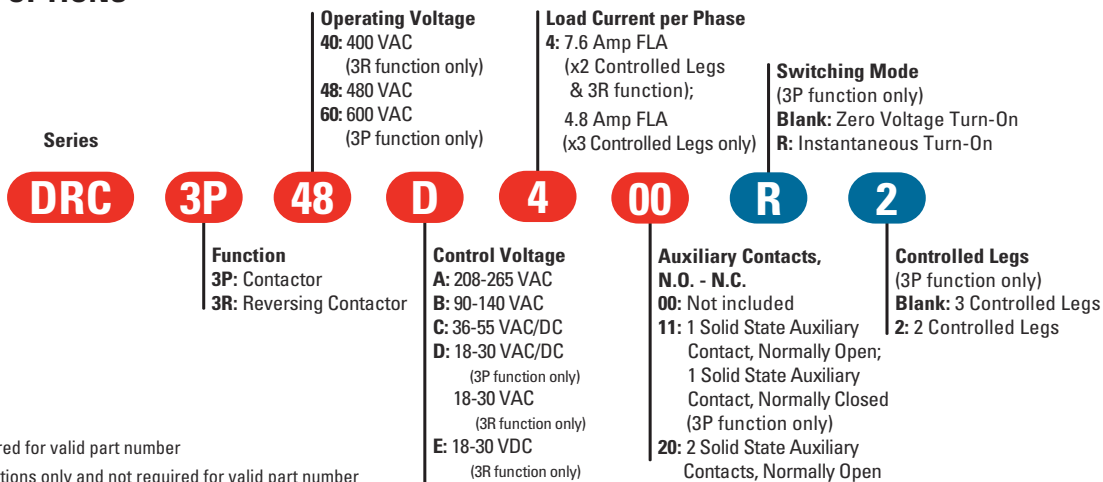 Operating Voltage
40: 400 VAC
(3R function only)
48: 480 VAC
60: 600 VAC
(3P function only)
Load Current per Phase
4: 7.6 Amp FLA
(x2 Controlled Legs
& 3R function);
4.8 Amp FLA
(x3 Controlled Legs only)
Switching Mode
(3P function only)
Blank: Zero Voltage Turn-On
R: Instantaneous Turn-On
Series
DRC 3P 48 D 4 00 R 2
Function
3P: Contactor
3R: Reversing Contactor
Control Voltage
A: 208-265 VAC
B: 90-140 VAC
C: 36-55 VAC/DC
D: 18-30 VAC/DC
(3P function only)
18-30 VAC
(3R function only)
E: 18-30 VDC
(3R function only)
Auxiliary Contacts,
N.O. - N.C.
00: Not included
11: 1 Solid State Auxiliary
Contact, Normally Open;
1 Solid State Auxiliary
Contact, Normally Closed
(3P function only)
20: 2 Solid State Auxiliary
Contacts, Normally Open
Controlled Legs
(3P function only)
Blank: 3 Controlled Legs
2: 2 Controlled Legs
for valid part number
only and not required for valid part number